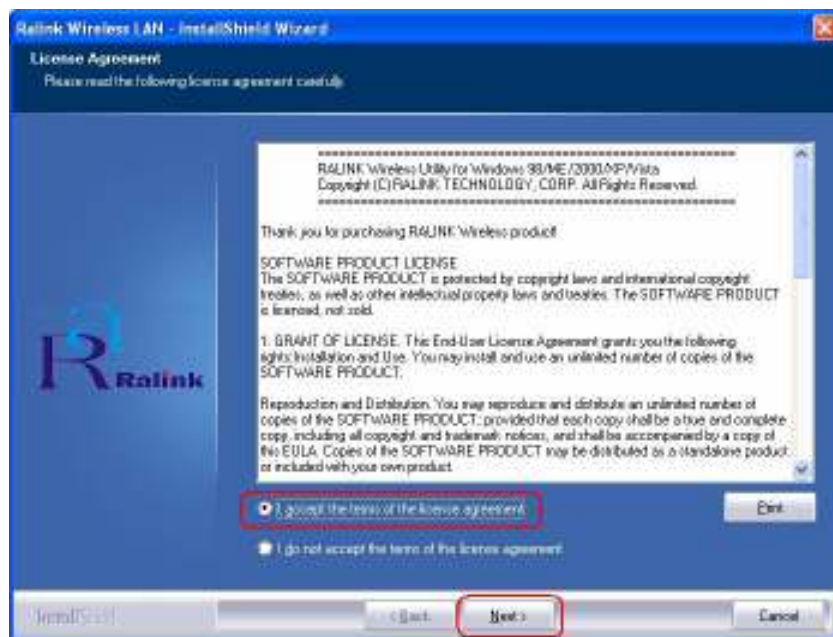 Ralink Wireless LAN - InstallShield Wizard
License Agreement
Please read the following license agreement carefully.
============================================================
RALINK Wireless Utility for Windows 98/ME/2000/XP/Vista
Copyright (C) RALINK TECHNOLOGY, CORP. All Rights Reserved.
============================================================
Thank you for purchasing RALINK Wireless product!
SOFTWARE PRODUCT LICENSE
The SOFTWARE PRODUCT is protected by copyright laws and international copyright
treaties, as well as other intellectual property laws and treaties. The SOFTWARE PRODUCT
is licensed, not sold.
1. GRANT OF LICENSE. This End-User License Agreement grants you the following
rights: Installation and Use. You may install and use an unlimited number of copies of the
SOFTWARE PRODUCT.
Reproduction and Distribution. You may reproduce and distribute an unlimited number of
copies of the SOFTWARE PRODUCT; provided that each copy shall be a true and complete
copy, including all copyright and trademark notices, and shall be accompanied by a copy of
this EULA. Copies of the SOFTWARE PRODUCT may be distributed as a standalone product
or included with your own product.
Ralink
I accept the terms of the license agreement
Print
I do not accept the terms of the license agreement
InstallShield
< Back
Next >
Cancel